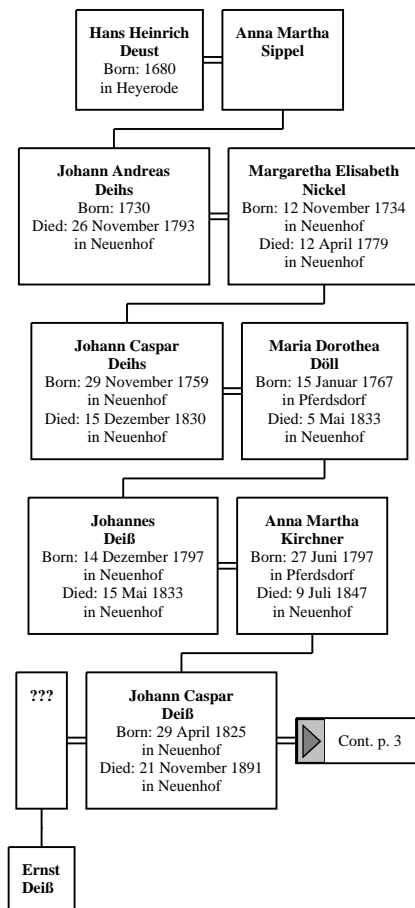 Hans Heinrich
Deust
Born: 1680
in Heyerode
Anna Martha
Sippel
Johann Andreas
Deihs
Born: 1730
Died: 26 November 1793
in Neuenhof
Margaretha Elisabeth
Nickel
Born: 12 November 1734
in Neuenhof
Died: 12 April 1779
in Neuenhof
Johann Caspar
Deihs
Born: 29 November 1759
in Neuenhof
Died: 15 Dezember 1830
in Neuenhof
Maria Dorothea
Döll
Born: 15 Januar 1767
in Pferdsdorf
Died: 5 Mai 1833
in Neuenhof
Johannes
Deiß
Born: 14 Dezember 1797
in Neuenhof
Died: 15 Mai 1833
in Neuenhof
Anna Martha
Kirchner
Born: 27 Juni 1797
in Pferdsdorf
Died: 9 Juli 1847
in Neuenhof
???
Johann Caspar
Deiß
Born: 29 April 1825
in Neuenhof
Died: 21 November 1891
in Neuenhof
Cont. p. 3
Ernst
Deiß